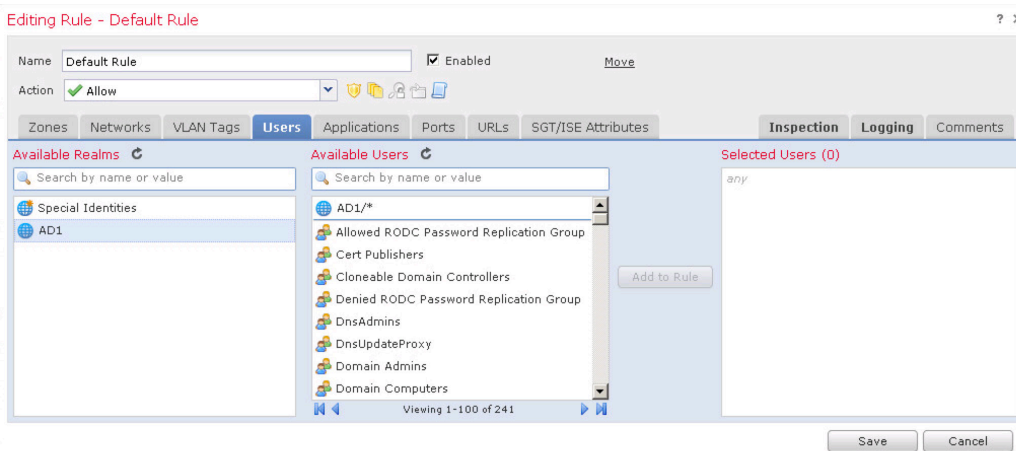 Editing Rule - Default Rule
?
Name Default Rule Enabled Move
Action Allow
Zones Networks VLAN Tags Users Applications Ports URLs SGT/ISE Attributes Inspection Logging Comments
Available Realms Available Users Selected Users (0)
Search by name or value Search by name or value any
Special Identities AD1/*
AD1 Allowed RODC Password Replication Group
Cert Publishers
Cloneable Domain Controllers Add to Rule
Denied RODC Password Replication Group
DnsAdmins
DnsUpdateProxy
Domain Admins
Domain Computers
Viewing 1-100 of 241
Save Cancel